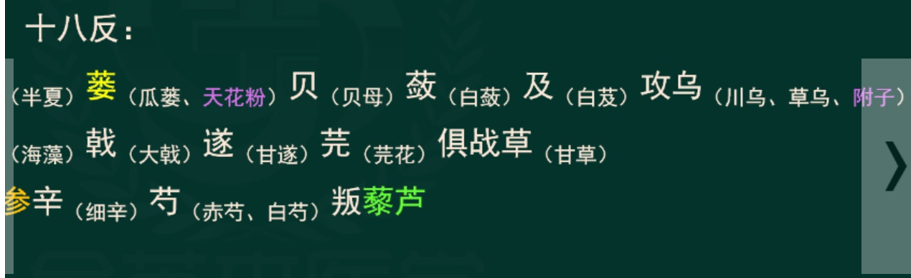 十八反：
（半夏）蒌（瓜蒌、天花粉）贝（贝母）蔹（白蔹）及（白芨）攻乌（川乌、草乌、附子）
（海藻）戟（大戟）遂（甘遂）芫（芫花）俱战草（甘草）
参辛（细辛）芍（赤芍、白芍）叛藜芦